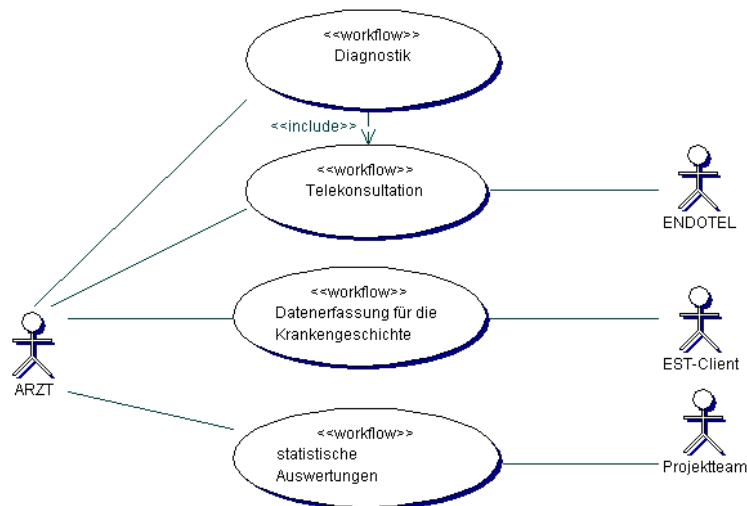 <<workflow>>
Diagnostik
<<include>>
<<workflow>>
Telekonsultation
ENDOTEL
<<workflow>>
Datenerfassung für die
Krankengeschichte
EST-Client
ARZT
<<workflow>>
statistische
Auswertungen
Projektteam